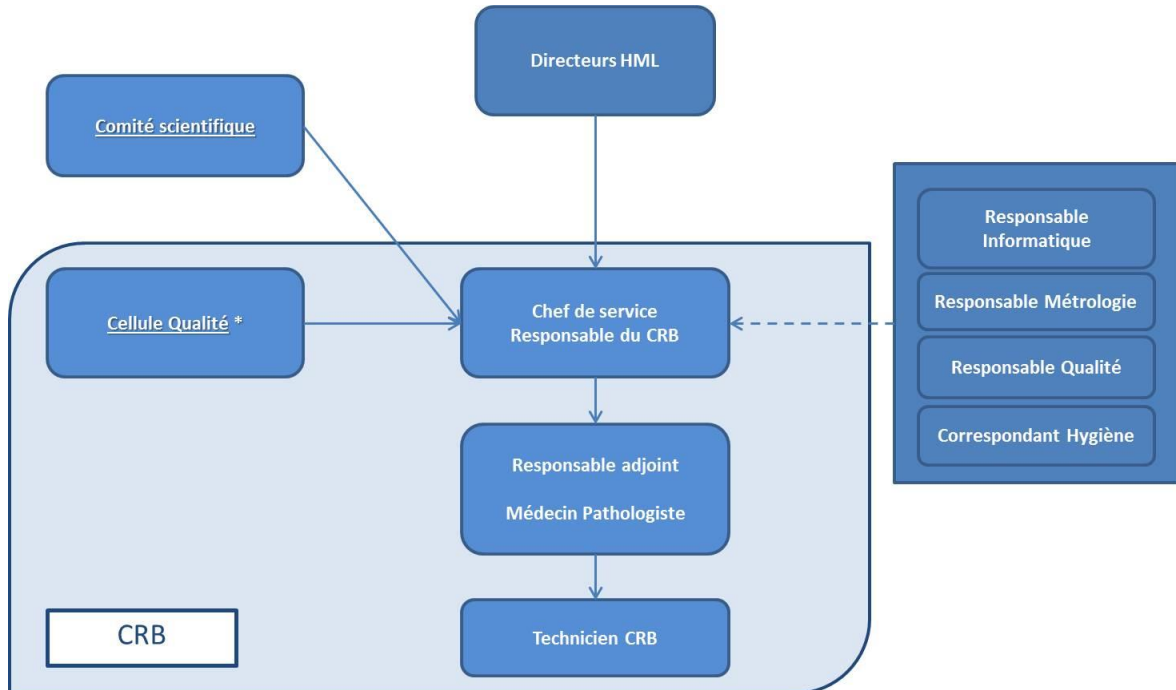 Directeurs HML
Comité scientifique
Responsable
Informatique
Responsable Métrologie
Responsable Qualité
Correspondant Hygiène
Cellule Qualité *
Chef de service
Responsable du CRB
Responsable adjoint
Médecin Pathologiste
Technicien CRB
CRB